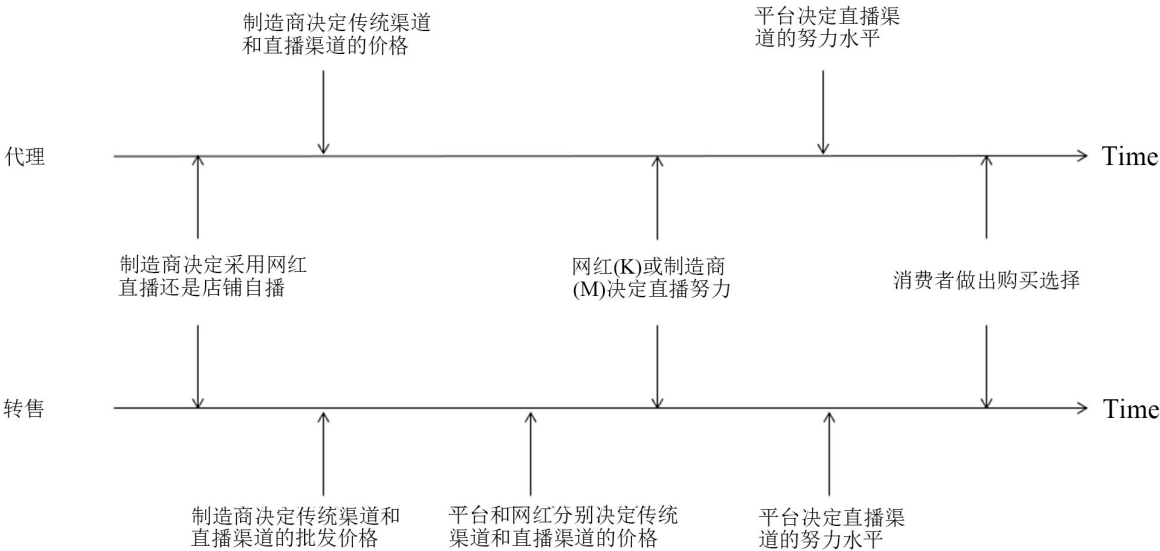 制造商决定传统渠道
和直播渠道的价格
平台决定直播渠
道的努力水平
代理
Time
制造商决定采用网红
直播还是店铺自播
网红(K)或制造商
(M)决定直播努力
消费者做出购买选择
转售
Time
制造商决定传统渠道和
直播渠道的批发价格
平台和网红分别决定传统
渠道和直播渠道的价格
平台决定直播渠
道的努力水平